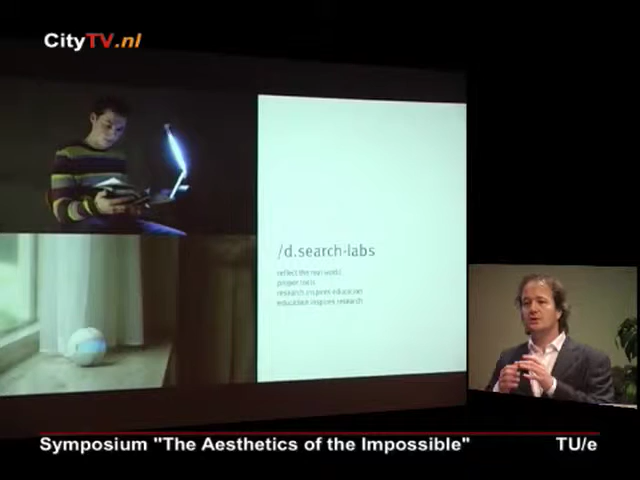 CityTV.nl
/d.search-labs
reflect the real world
proper tools
research inspires education
education inspires research
Symposium "The Aesthetics of the Impossible"
TU/e